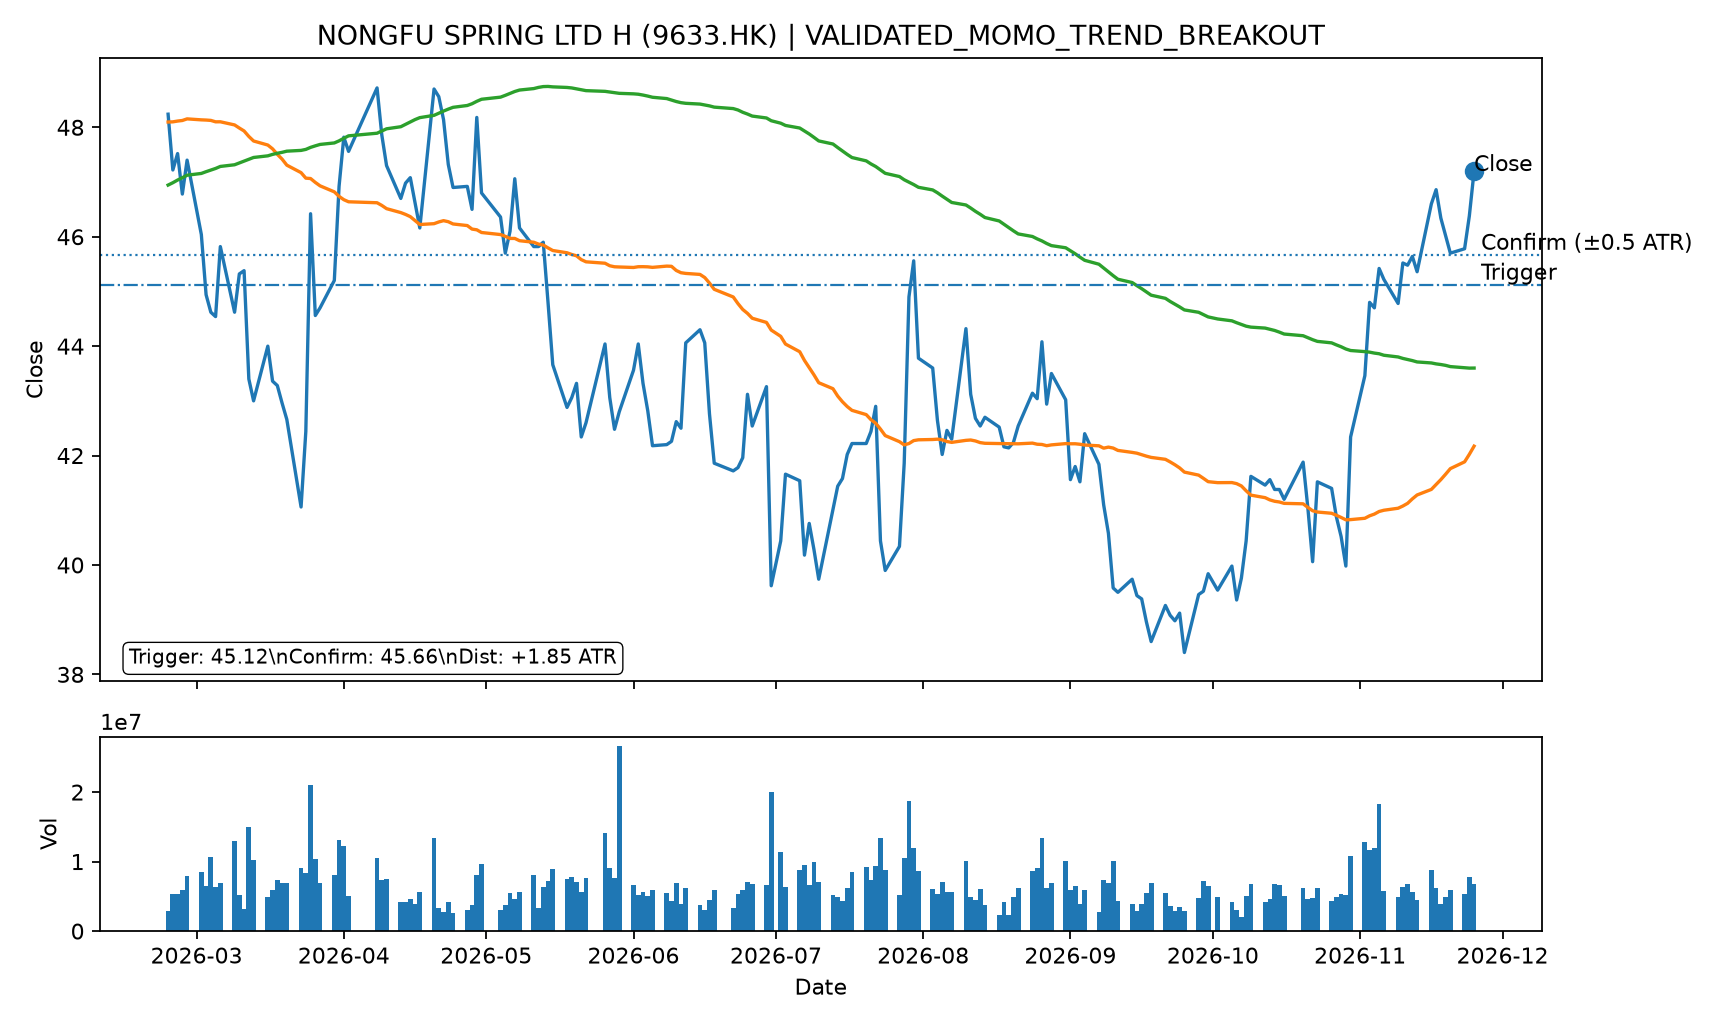 NONGFU SPRING LTD H (9633.HK) | VALIDATED_MOMO_TREND_BREAKOUT
Close
48
46
44
42
40
38
Close
Confirm (±0.5 ATR)
Trigger
Trigger: 45.12\nConfirm: 45.66\nDist: +1.85 ATR
1e7
Vol
2
1
0
2026-03 2026-04 2026-05 2026-06 2026-07 2026-08 2026-09 2026-10 2026-11 2026-12
Date